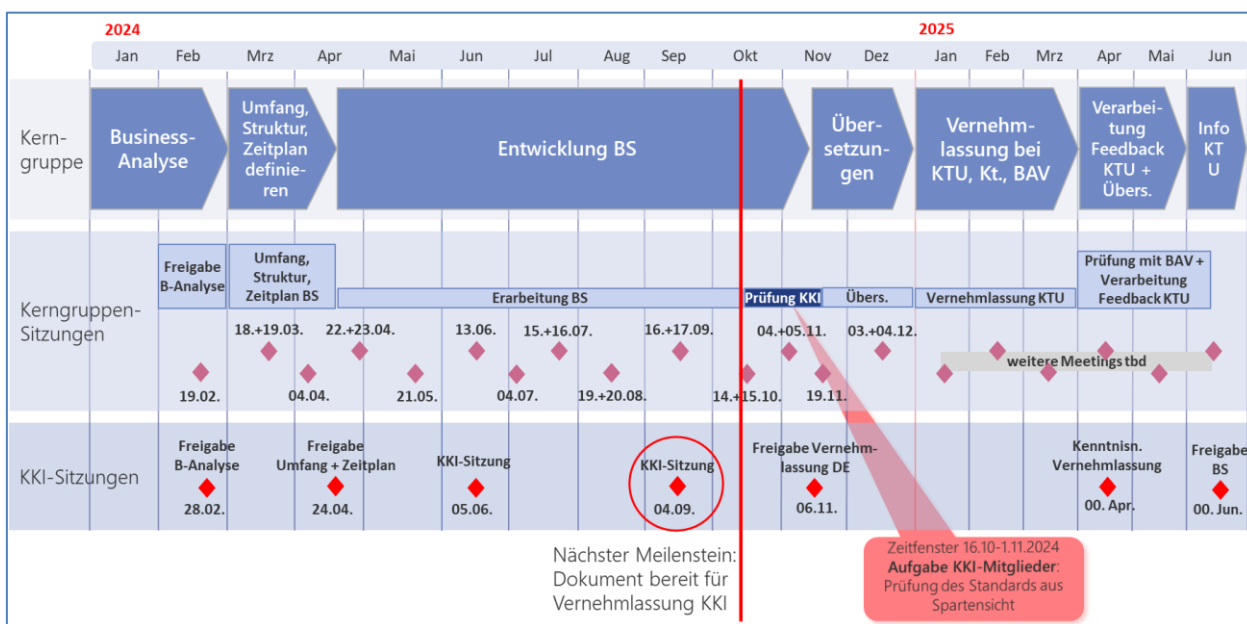 2024
2025
Jan Feb Mrz Apr Mai Jun Jul Aug Sep Okt Nov Dez Jan Feb Mrz Apr Mai Jun
Kern-
gruppe
Business-
Analyse
Umfang,
Struktur,
Zeitplan
definie-
ren
Entwicklung BS
Über-
setzun-
gen
Vernehm-
lassung bei
KTU, Kt., BAV
Verarbei-
tung
Feedback
KTU +
Übers.
Info
KT
U
Kerngruppen-
Sitzungen
Freigabe
B-Analyse
Umfang,
Struktur,
Zeitplan BS
Erarbeitung BS
Prüfung KKI
Übers.
Vernehmlassung KTU
Prüfung mit BAV +
Verarbeitung
Feedback KTU
18.+19.03. 22.+23.04. 13.06. 15.+16.07. 16.+17.09. 04.+05.11. 03.+04.12.
weitere Meetings tbd
19.02. 04.04. 21.05. 04.07. 19.+20.08. 14.+15.10. 19.11.
KKI-Sitzungen
Freigabe
B-Analyse
28.02.
Freigabe
Umfang + Zeitplan
24.04.
KKI-Sitzung
05.06.
KKI-Sitzung
04.09.
Freigabe Vernehm-
lassung DE
06.11.
Kenntnisn.
Vernehmlassung
00. Apr.
Freigabe
BS
00. Jun.
Nächster Meilenstein:
Dokument bereit für
Vernehmlassung KKI
Zeitfenster 16.10-1.11.2024
Aufgabe KKI-Mitglieder:
Prüfung des Standards aus
Spartensicht